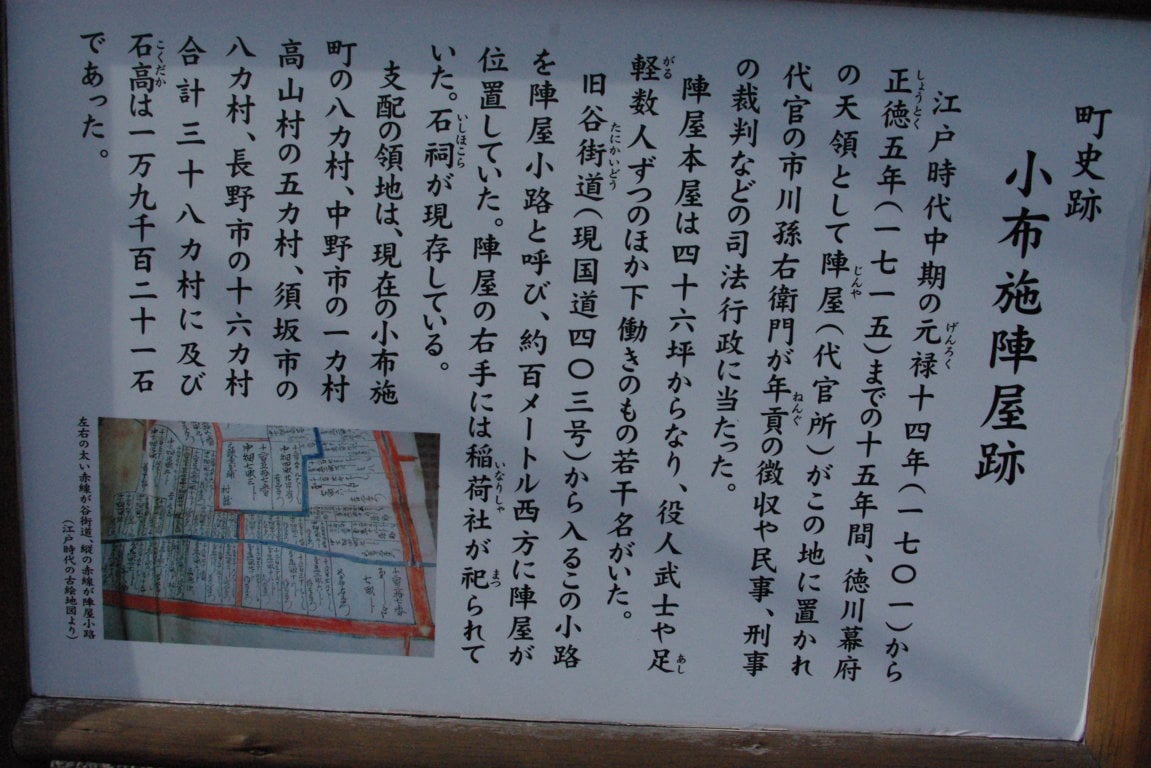 町史跡
小布施陣屋跡
江戸時代中期の元禄十四年(一七〇一)から
正徳五年(一七一五)までの十五年間、徳川幕府
の天領として陣屋(代官所)がこの地に置かれ
代官の市川孫右衛門が年貢の徴収や民事、刑事
の裁判などの司法行政に当たった。
陣屋本屋は四十六坪からなり、役人武士や足
軽数人ずつのほか下働きのもの若干名がいた。
旧谷街道(現国道四〇三号)から入るこの小路
を陣屋小路と呼び、約百メートル西方に陣屋が
位置していた。陣屋の右手には稲荷社が祀られて
いた。石祠が現存している。
支配の領地は、現在の小布施
町の八カ村、中野市の一カ村
高山村の五カ村、須坂市の
八カ村、長野市の十六カ村
合計三十八カ村に及び
石高は一万九千百二十一石
であった。
左右の太い赤線が谷街道、縦の赤線が陣屋小路
(江戸時代の古絵地図より)